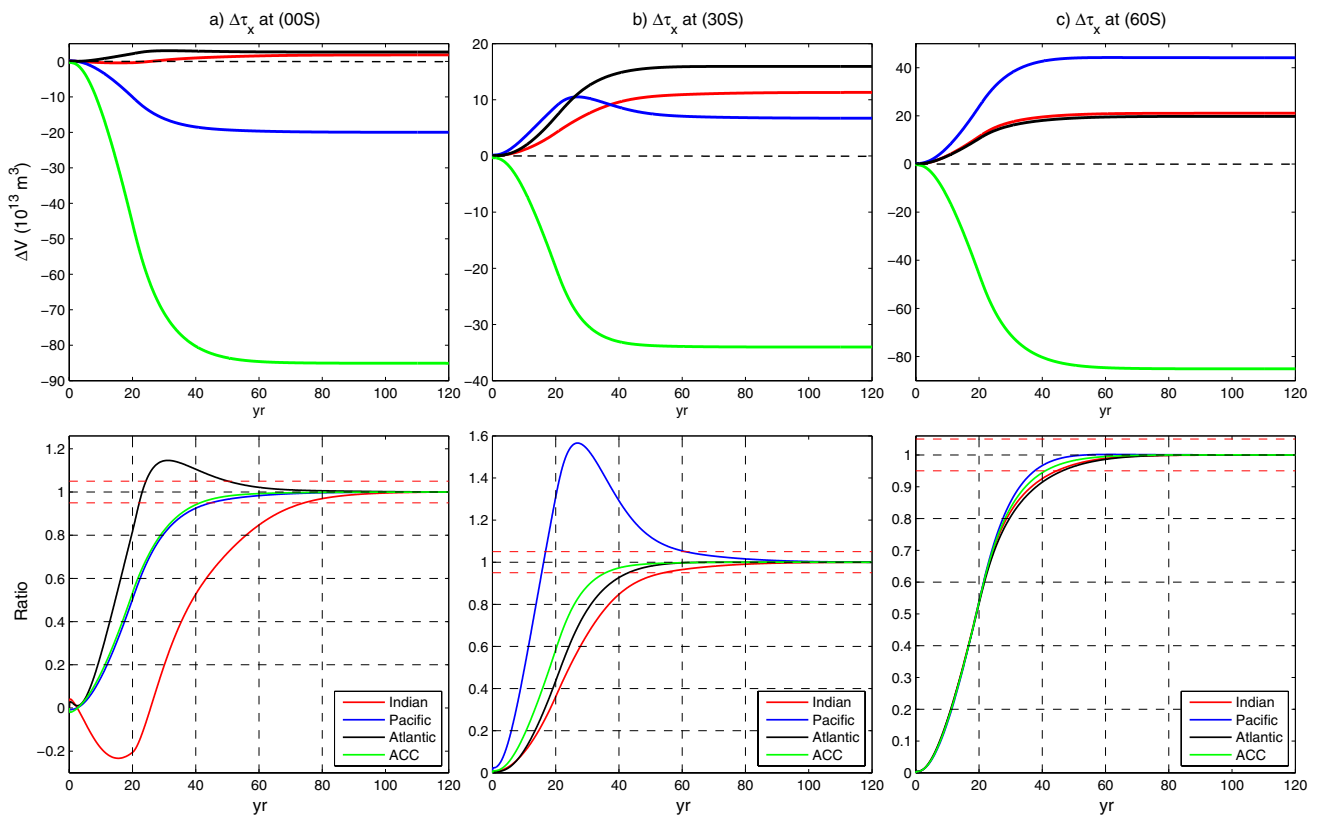 a) Δτx at (00S)
b) Δτx at (30S)
c) Δτx at (60S)
ΔV (10^13 m^3)
0
−10
−20
−30
−40
−50
−60
−70
−80
−90
0 20 40 60 80 100 120
yr
20
10
0
−10
−20
−30
−40
0 20 40 60 80 100 120
yr
40
20
0
−20
−40
−60
−80
0 20 40 60 80 100 120
yr
Ratio
1.2
1
0.8
0.6
0.4
0.2
0
−0.2
0 20 40 60 80 100 120
yr
Indian
Pacific
Atlantic
ACC
1.6
1.4
1.2
1
0.8
0.6
0.4
0.2
0
0 20 40 60 80 100 120
yr
Indian
Pacific
Atlantic
ACC
1
0.9
0.8
0.7
0.6
0.5
0.4
0.3
0.2
0.1
0
0 20 40 60 80 100 120
yr
Indian
Pacific
Atlantic
ACC